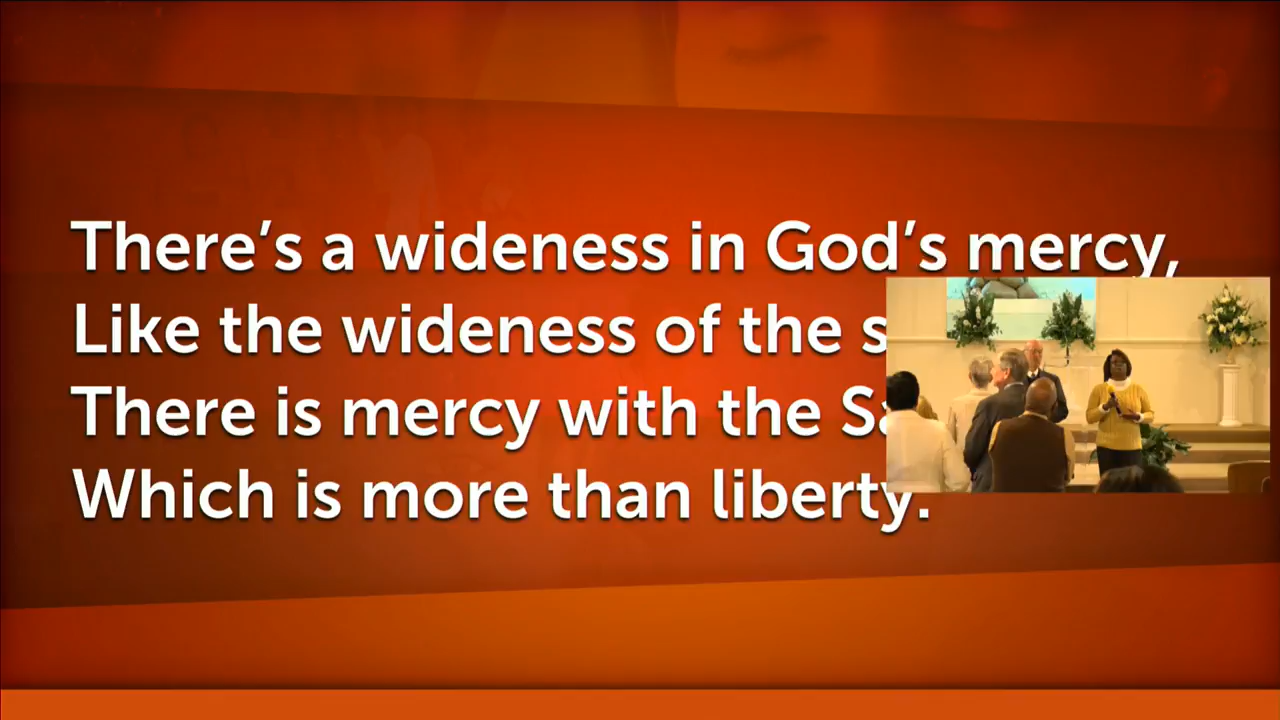 There’s a wideness in God’s mercy,
Like the wideness of the
There is mercy with the
Which is more than liberty.